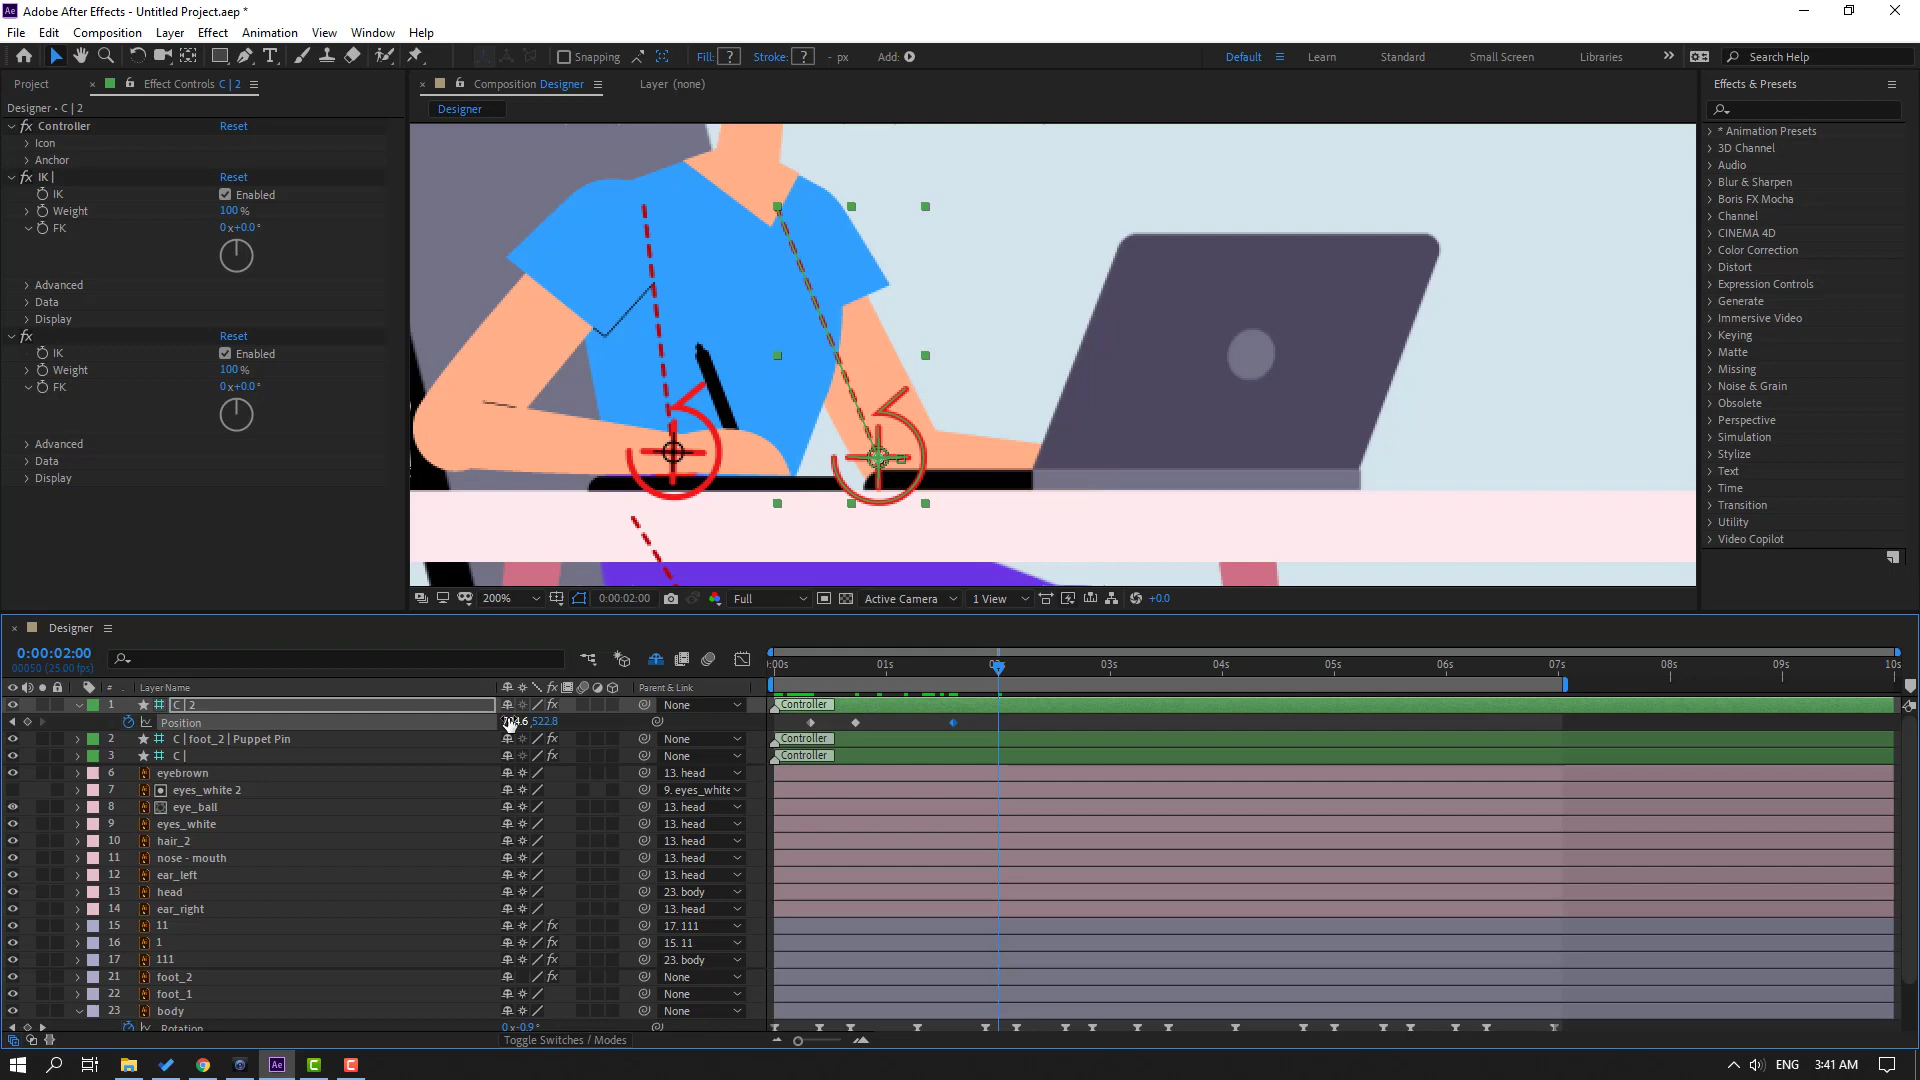 Adobe After Effects - Untitled Project.aep *
File Edit Composition Layer Effect Animation View Window Help
Snapping Fill: ? Stroke: ? - px Add: Default Learn Standard Small Screen Libraries Search Help
Project Effect Controls C | 2 Composition Designer Layer (none) Effects & Presets
Designer • C | 2
Designer
Controller Reset
Icon
Anchor
IK | Reset
IK Enabled
Weight 100 %
FK 0x+0.0°
Advanced
Data
Display
Reset
IK Enabled
Weight 100 %
FK 0x+0.0°
Advanced
Data
Display
* Animation Presets
3D Channel
Audio
Blur & Sharpen
Boris FX Mocha
Channel
CINEMA 4D
Color Correction
Distort
Expression Controls
Generate
Immersive Video
Keying
Matte
Missing
Noise & Grain
Obsolete
Perspective
Simulation
Stylize
Text
Time
Transition
Utility
Video Copilot
200% 0:00:02:00 Full Active Camera 1 View +0.0
Designer
0:00:02:00
00050 (25.00 fps)
:00s 01s 03s 04s 05s 06s 07s 08s 09s 10s
# Layer Name Parent & Link
1 C | 2 None Controller
Position 522.8
2 C | foot_2 | Puppet Pin None Controller
3 C | None Controller
6 eyebrown 13. head
7 eyes_white 2 9. eyes_white
8 eye_ball 13. head
9 eyes_white 13. head
10 hair_2 13. head
11 nose - mouth 13. head
12 ear_left 13. head
13 head 23. body
14 ear_right 13. head
15 11 17. 111
16 1 15. 11
17 111 23. body
21 foot_2 None
22 foot_1 None
23 body None
Rotation 0 x-0.9°
Toggle Switches / Modes
ENG 3:41 AM